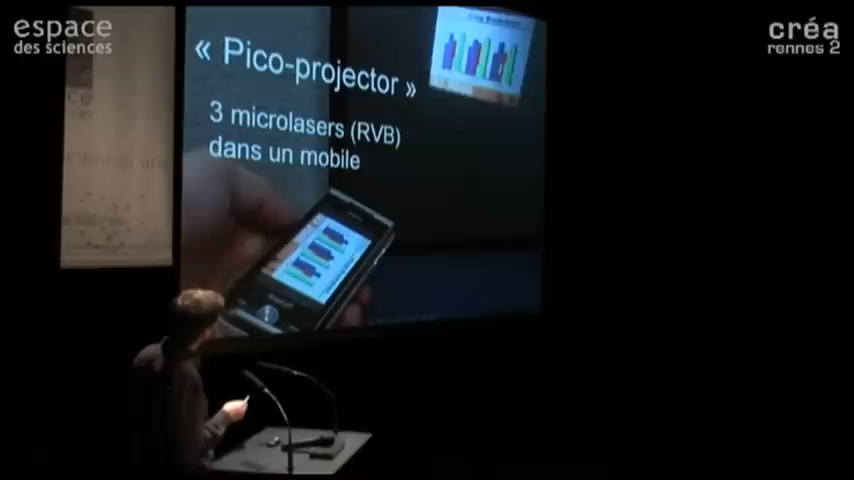 espace
des sciences
créa
rennes 2
« Pico-projector »
3 microlasers (RVB)
dans un mobile